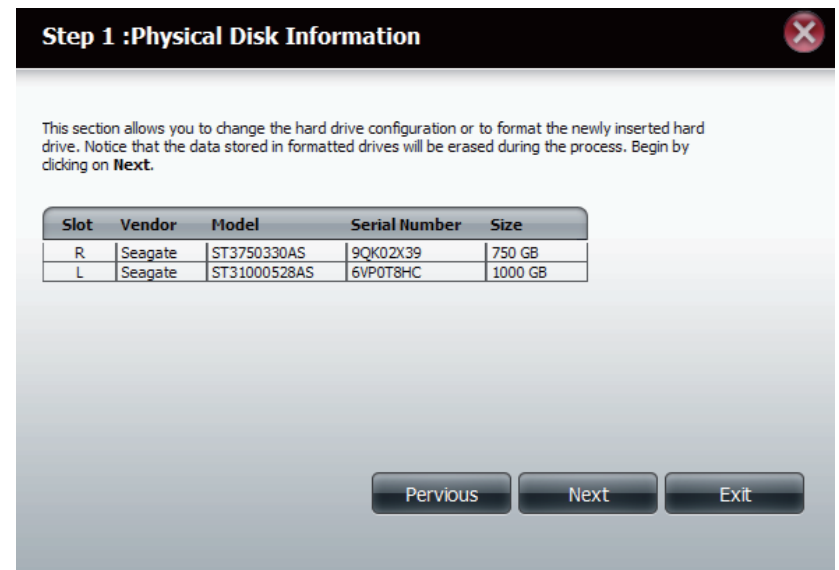 Step 1 :Physical Disk Information
This section allows you to change the hard drive configuration or to format the newly inserted hard
drive. Notice that the data stored in formatted drives will be erased during the process. Begin by
clicking on Next.
Slot Vendor Model Serial Number Size
R Seagate ST3750330AS 9QK02X39 750 GB
L Seagate ST31000528AS 6VP0T8HC 1000 GB
Pervious Next Exit